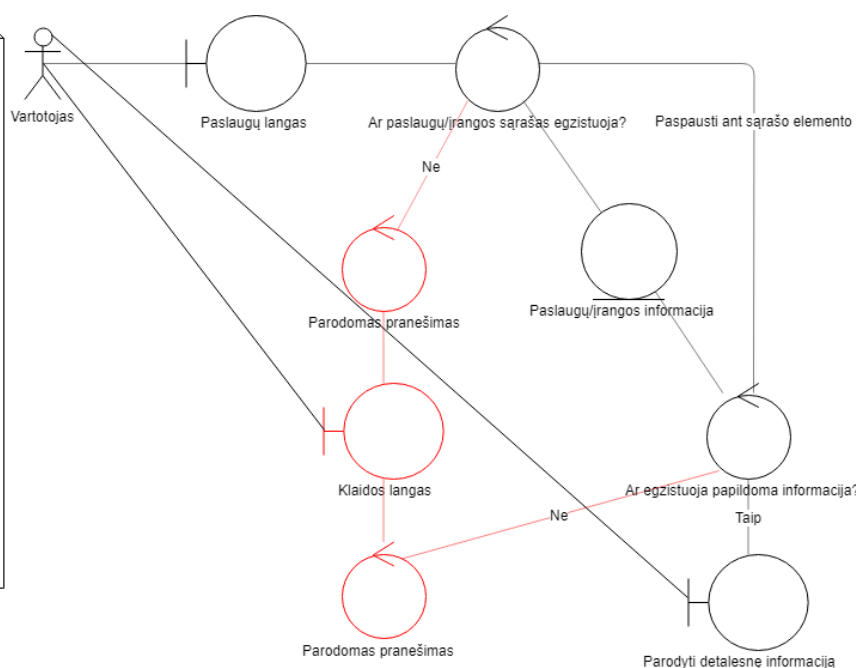 Vartotojas
Paslaugų langas
Ar paslaugų/įrangos sąrašas egzistuoja?
Paspausti ant sąrašo elemento
Ne
Paslaugų/įrangos informacija
Parodomas pranešimas
Klaidos langas
Ar egzistuoja papildoma informacija?
Ne
Taip
Parodomas pranešimas
Parodyti detalesnę informaciją